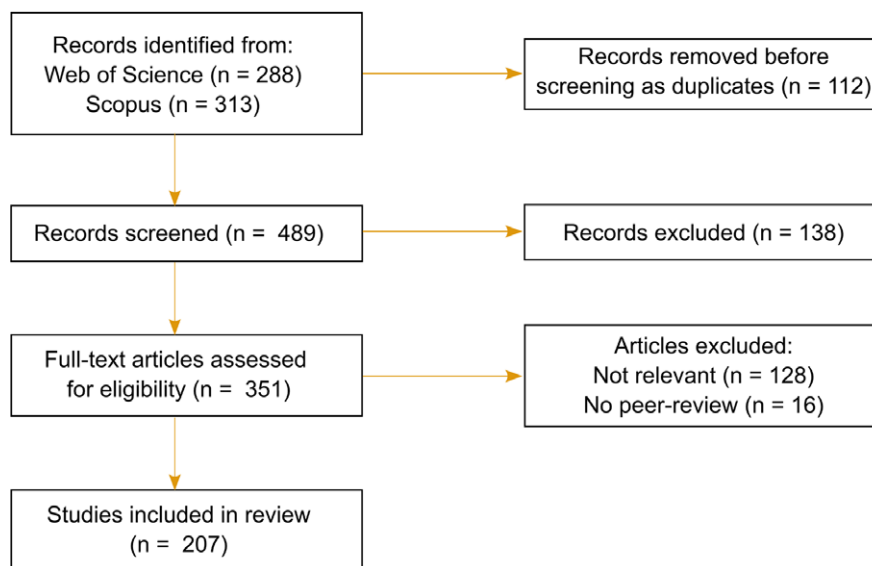 Records identified from:
Web of Science (n = 288)
Scopus (n = 313)
Records removed before
screening as duplicates (n = 112)
Records screened (n = 489)
Records excluded (n = 138)
Full-text articles assessed
for eligibility (n = 351)
Articles excluded:
Not relevant (n = 128)
No peer-review (n = 16)
Studies included in review
(n = 207)